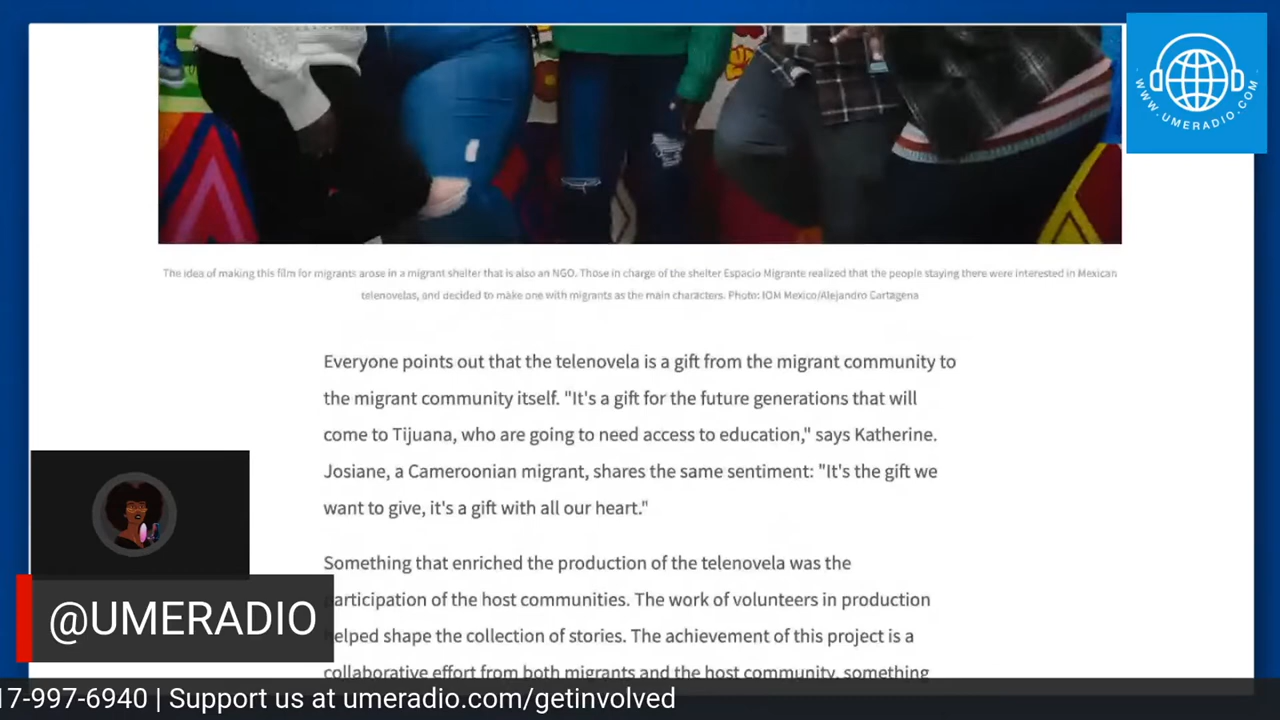 WWW.UMERADIO.COM
The idea of making this film for migrants arose in a migrant shelter that is also an NGO. Those in charge of the shelter Espacio Migrante realized that the people staying there were interested in Mexican
telenovelas, and decided to make one with migrants as the main characters. Photo: IOM Mexico/Alejandro Cartagena
Everyone points out that the telenovela is a gift from the migrant community to
the migrant community itself. "It's a gift for the future generations that will
come to Tijuana, who are going to need access to education," says Katherine.
Josiane, a Cameroonian migrant, shares the same sentiment: "It's the gift we
want to give, it's a gift with all our heart."
Something that enriched the production of the telenovela was the
participation of the host communities. The work of volunteers in production
helped shape the collection of stories. The achievement of this project is a
collaborative effort from both migrants and the host community, something
@UMERADIO
17-997-6940 | Support us at umeradio.com/getinvolved